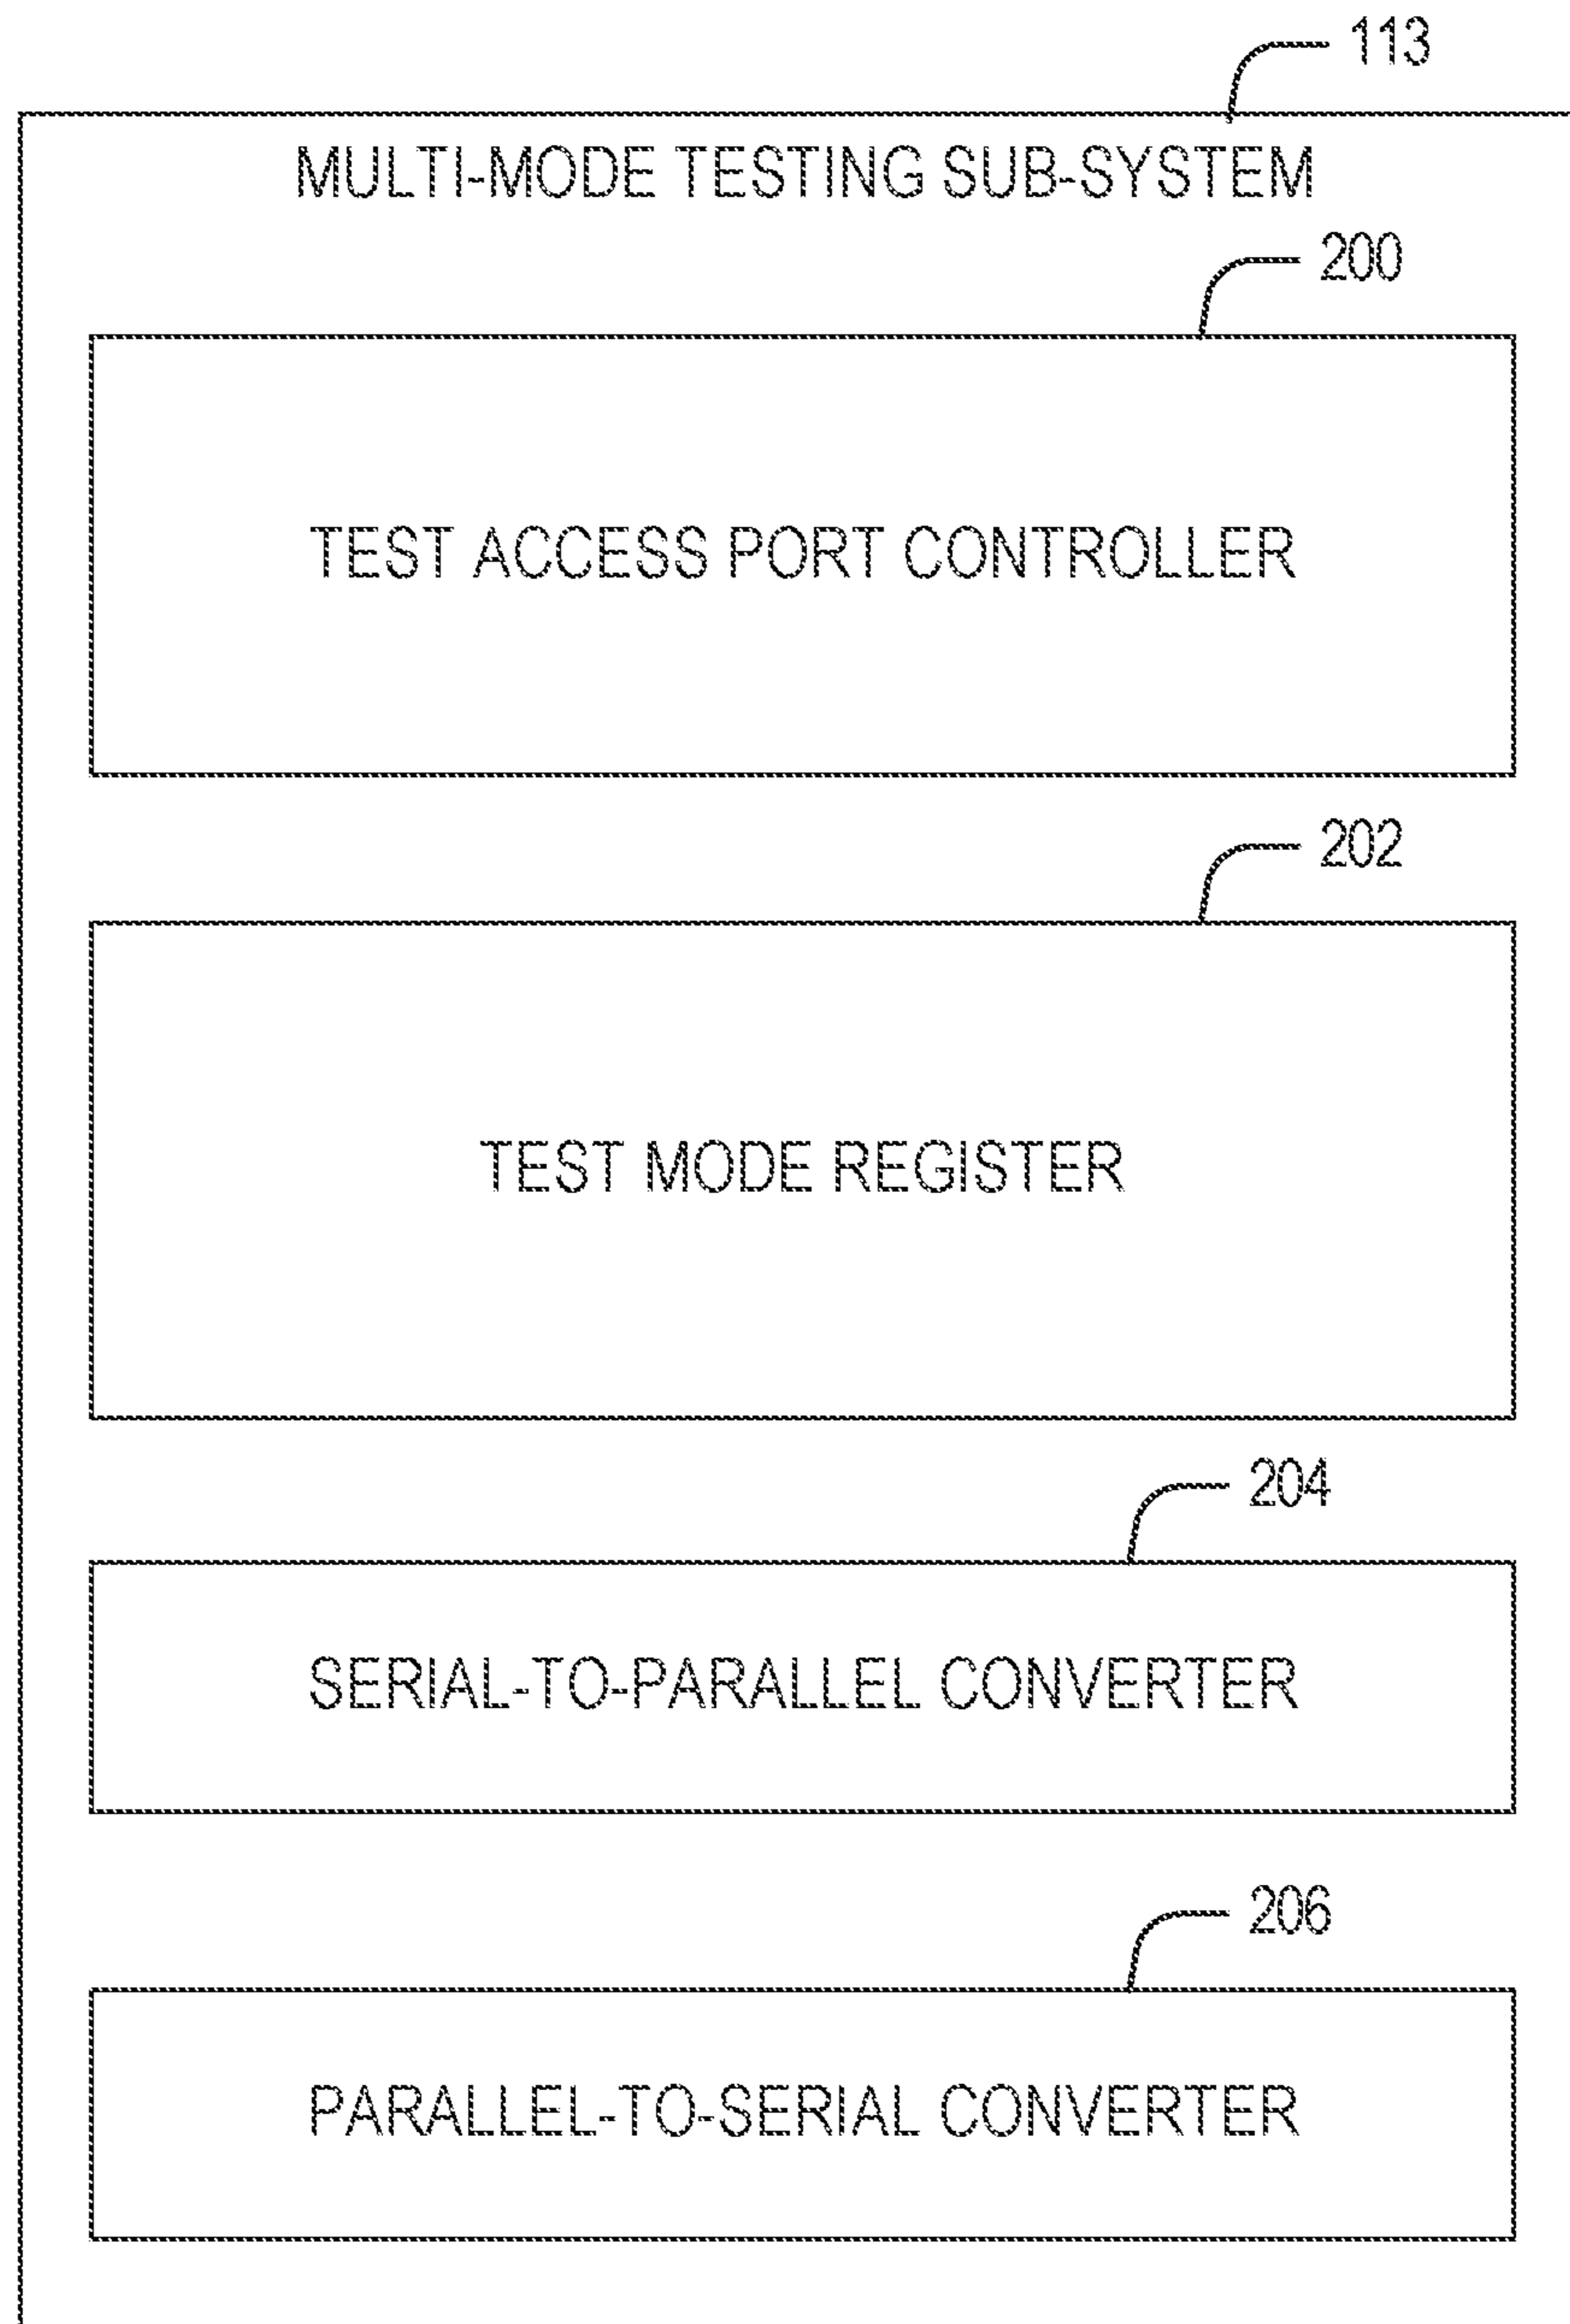 113
MULTI-MODE TESTING SUB-SYSTEM
200
TEST ACCESS PORT CONTROLLER
202
TEST MODE REGISTER
204
SERIAL-TO-PARALLEL CONVERTER
206
PARALLEL-TO-SERIAL CONVERTER